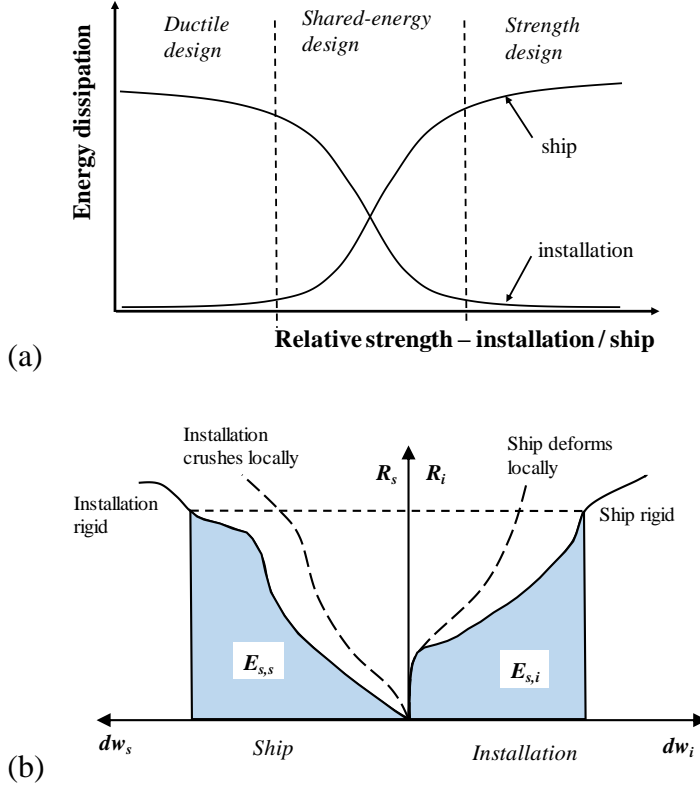 Ductile
design
Shared-energy
design
Strength
design
Energy dissipation
ship
installation
Relative strength – installation / ship
(a)
Installation
crushes locally
Ship deforms
locally
R_s R_i
Installation
rigid
Ship rigid
E_s,s
E_s,i
dw_s
Ship
Installation
dw_i
(b)